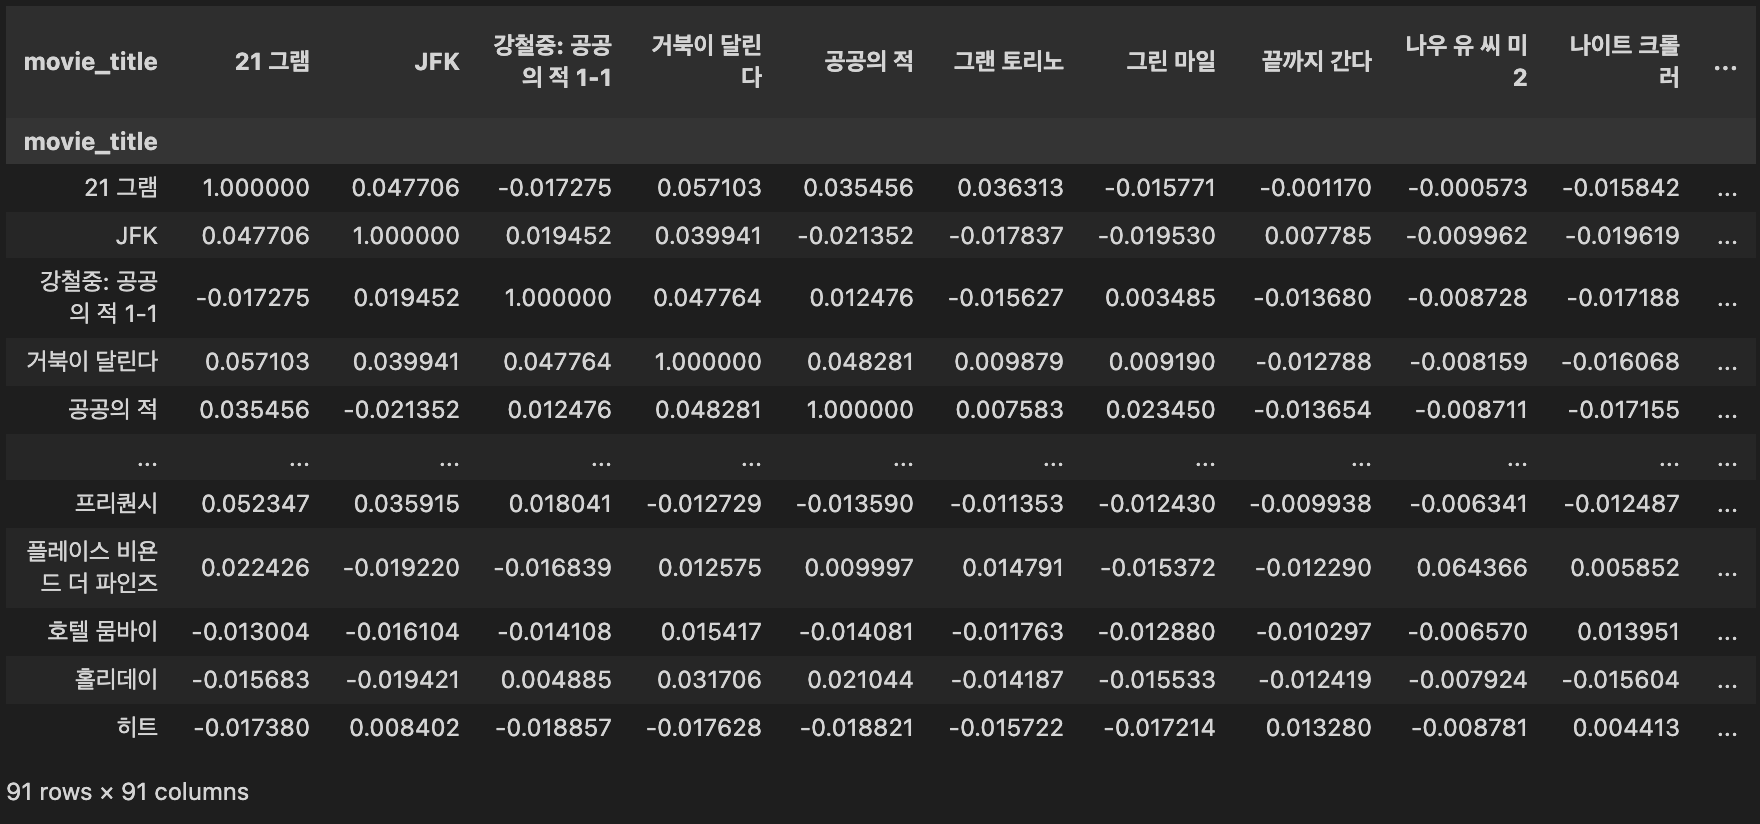 movie_title 21 그램 JFK 강철중: 공공의 적 1-1 거북이 달린다 공공의 적 그랜 토리노 그린 마일 끝까지 간다 나우 유 씨 미 2 나이트 크롤러 ...
movie_title
21 그램 1.000000 0.047706 -0.017275 0.057103 0.035456 0.036313 -0.015771 -0.001170 -0.000573 -0.015842 ...
JFK 0.047706 1.000000 0.019452 0.039941 -0.021352 -0.017837 -0.019530 0.007785 -0.009962 -0.019619 ...
강철중: 공공의 적 1-1 -0.017275 0.019452 1.000000 0.047764 0.012476 -0.015627 0.003485 -0.013680 -0.008728 -0.017188 ...
거북이 달린다 0.057103 0.039941 0.047764 1.000000 0.048281 0.009879 0.009190 -0.012788 -0.008159 -0.016068 ...
공공의 적 0.035456 -0.021352 0.012476 0.048281 1.000000 0.007583 0.023450 -0.013654 -0.008711 -0.017155 ...
... ... ... ... ... ... ... ... ... ... ... ...
프리퀀시 0.052347 0.035915 0.018041 -0.012729 -0.013590 -0.011353 -0.012430 -0.009938 -0.006341 -0.012487 ...
플레이스 비욘드 더 파인즈 0.022426 -0.019220 -0.016839 0.012575 0.009997 0.014791 -0.015372 -0.012290 0.064366 0.005852 ...
호텔 뭄바이 -0.013004 -0.016104 -0.014108 0.015417 -0.014081 -0.011763 -0.012880 -0.010297 -0.006570 0.013951 ...
홀리데이 -0.015683 -0.019421 0.004885 0.031706 0.021044 -0.014187 -0.015533 -0.012419 -0.007924 -0.015604 ...
히트 -0.017380 0.008402 -0.018857 -0.017628 -0.018821 -0.015722 -0.017214 0.013280 -0.008781 0.004413 ...
91 rows × 91 columns